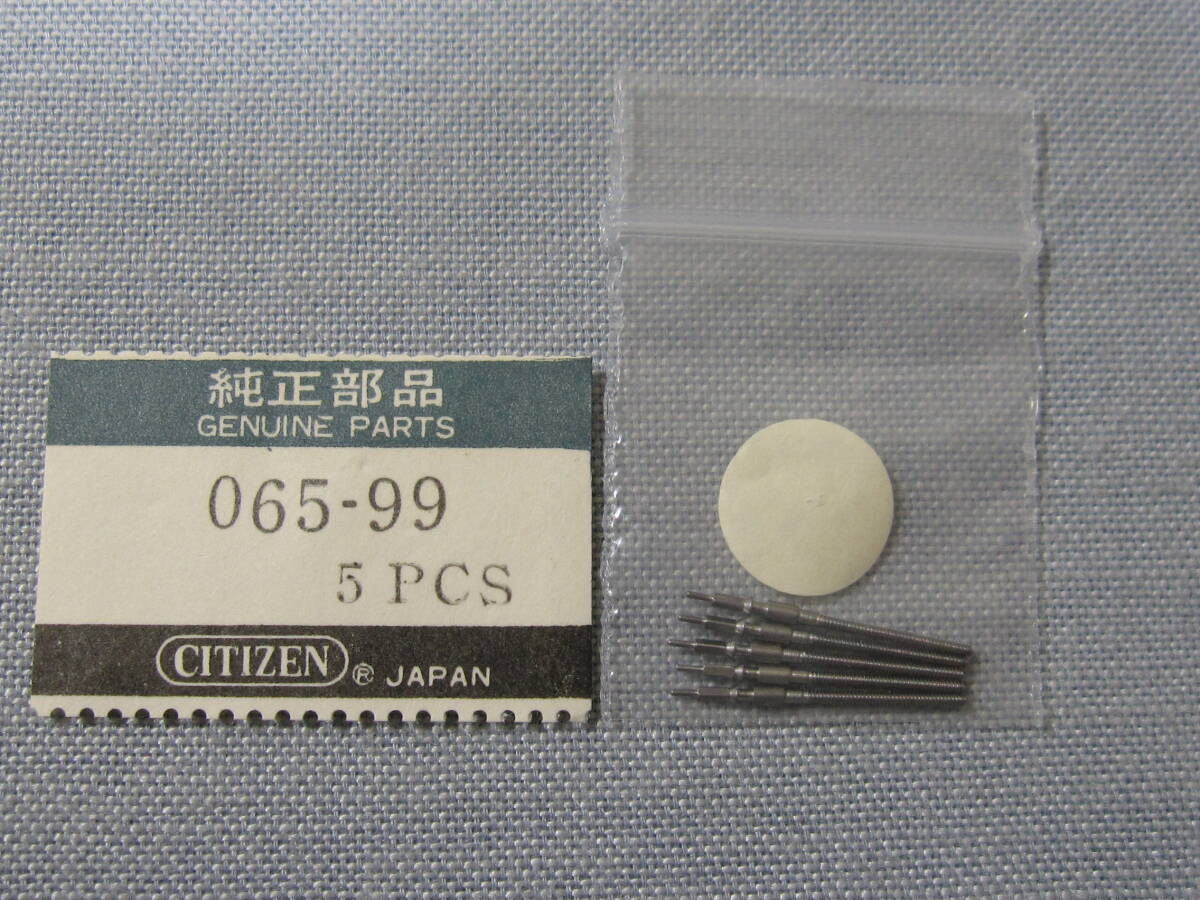 純正部品
GENUINE PARTS
065-99
5 PCS
CITIZEN ® JAPAN